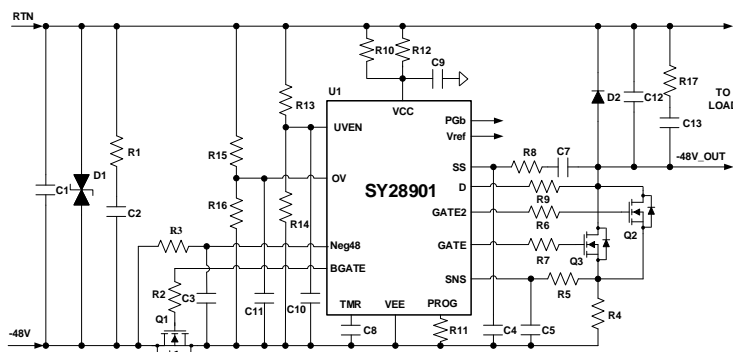 RTN
R10
R12
C9
U1
VCC
R13
D2
C12
R17
C13
TO
LOAD
PGb
Vref
UVEN
R1
R15
R8
C7
-48V_OUT
SS
C1
D1
OV
SY28901
D
R9
R16
R14
GATE2
R6
Q2
C2
R3
Neg48
GATE
R7
Q3
BGATE
SNS
R5
R2
C3
C11
C10
TMR
VEE
PROG
R4
-48V
Q1
C8
R11
C4
C5